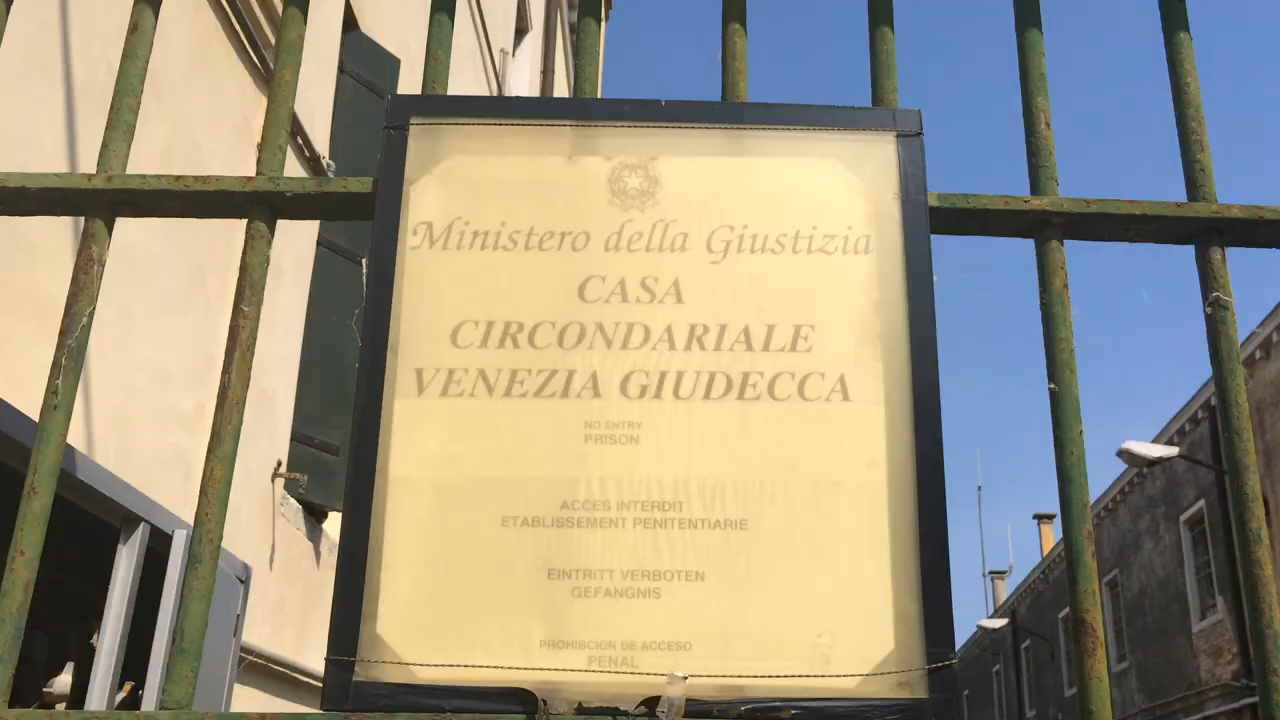 Ministero della Giustizia
CASA
CIRCONDARIALE
VENEZIA GIUDECCA
NO ENTRY
PRISON
ACCES INTERDIT
ETABLISSEMENT PENITENTIARIE
EINTRITT VERBOTEN
GEFANGNIS
PROHIBCION DE ACCESO
PENAL